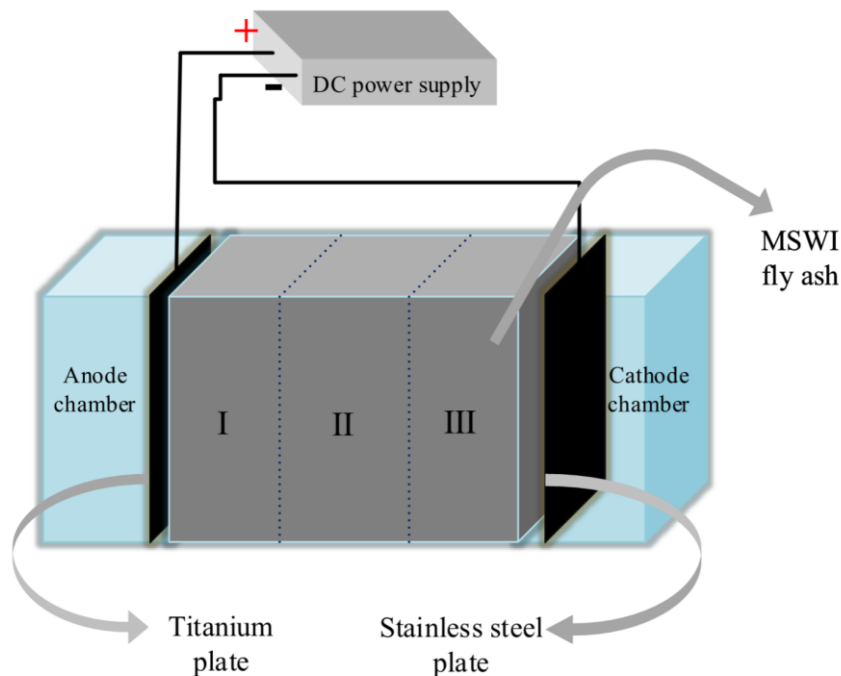 +
DC power supply
-
MSWI
fly ash
Anode
chamber
Cathode
chamber
I
II
III
Titanium
plate
Stainless steel
plate